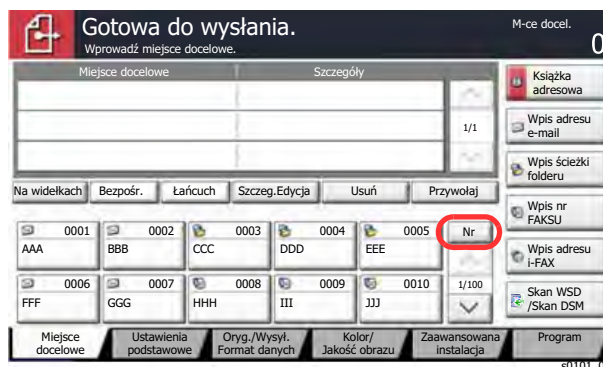 Gotowa do wysłania.
Wprowadź miejsce docelowe.
M-ce docel.
0
Miejsce docelowe
Szczegóły
1/1
Książka
adresowa
Wpis adresu
e-mail
Wpis ścieżki
folderu
Wpis nr
FAKSU
Wpis adresu
i-FAX
Skan WSD
/Skan DSM
Na widełkach
Bezpośr.
Łańcuch
Szczeg.Edycja
Usuń
Przywołaj
0001
AAA
0002
BBB
0003
CCC
0004
DDD
0005
EEE
Nr
0006
FFF
0007
GGG
0008
HHH
0009
III
0010
JJJ
1/100
Miejsce
docelowe
Ustawienia
podstawowe
Oryg./Wysył.
Format danych
Kolor/
Jakość obrazu
Zaawansowana
instalacja
Program